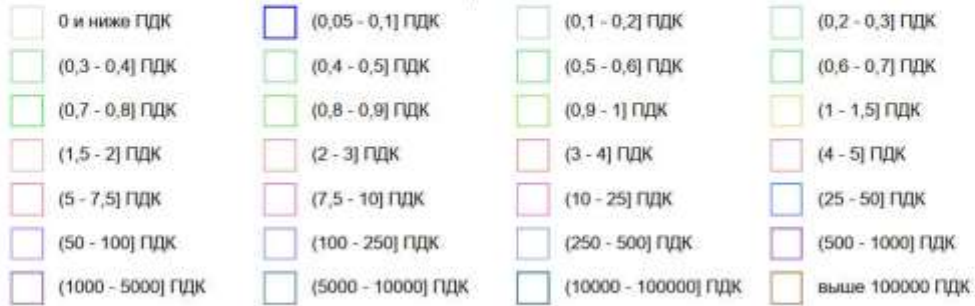 0 и ниже ПДК (0,05 - 0,1] ПДК (0,1 - 0,2] ПДК (0,2 - 0,3] ПДК
(0,3 - 0,4] ПДК (0,4 - 0,5] ПДК (0,5 - 0,6] ПДК (0,6 - 0,7] ПДК
(0,7 - 0,8] ПДК (0,8 - 0,9] ПДК (0,9 - 1] ПДК (1 - 1,5] ПДК
(1,5 - 2] ПДК (2 - 3] ПДК (3 - 4] ПДК (4 - 5] ПДК
(5 - 7,5] ПДК (7,5 - 10] ПДК (10 - 25] ПДК (25 - 50] ПДК
(50 - 100] ПДК (100 - 250] ПДК (250 - 500] ПДК (500 - 1000] ПДК
(1000 - 5000] ПДК (5000 - 10000] ПДК (10000 - 100000] ПДК выше 100000 ПДК